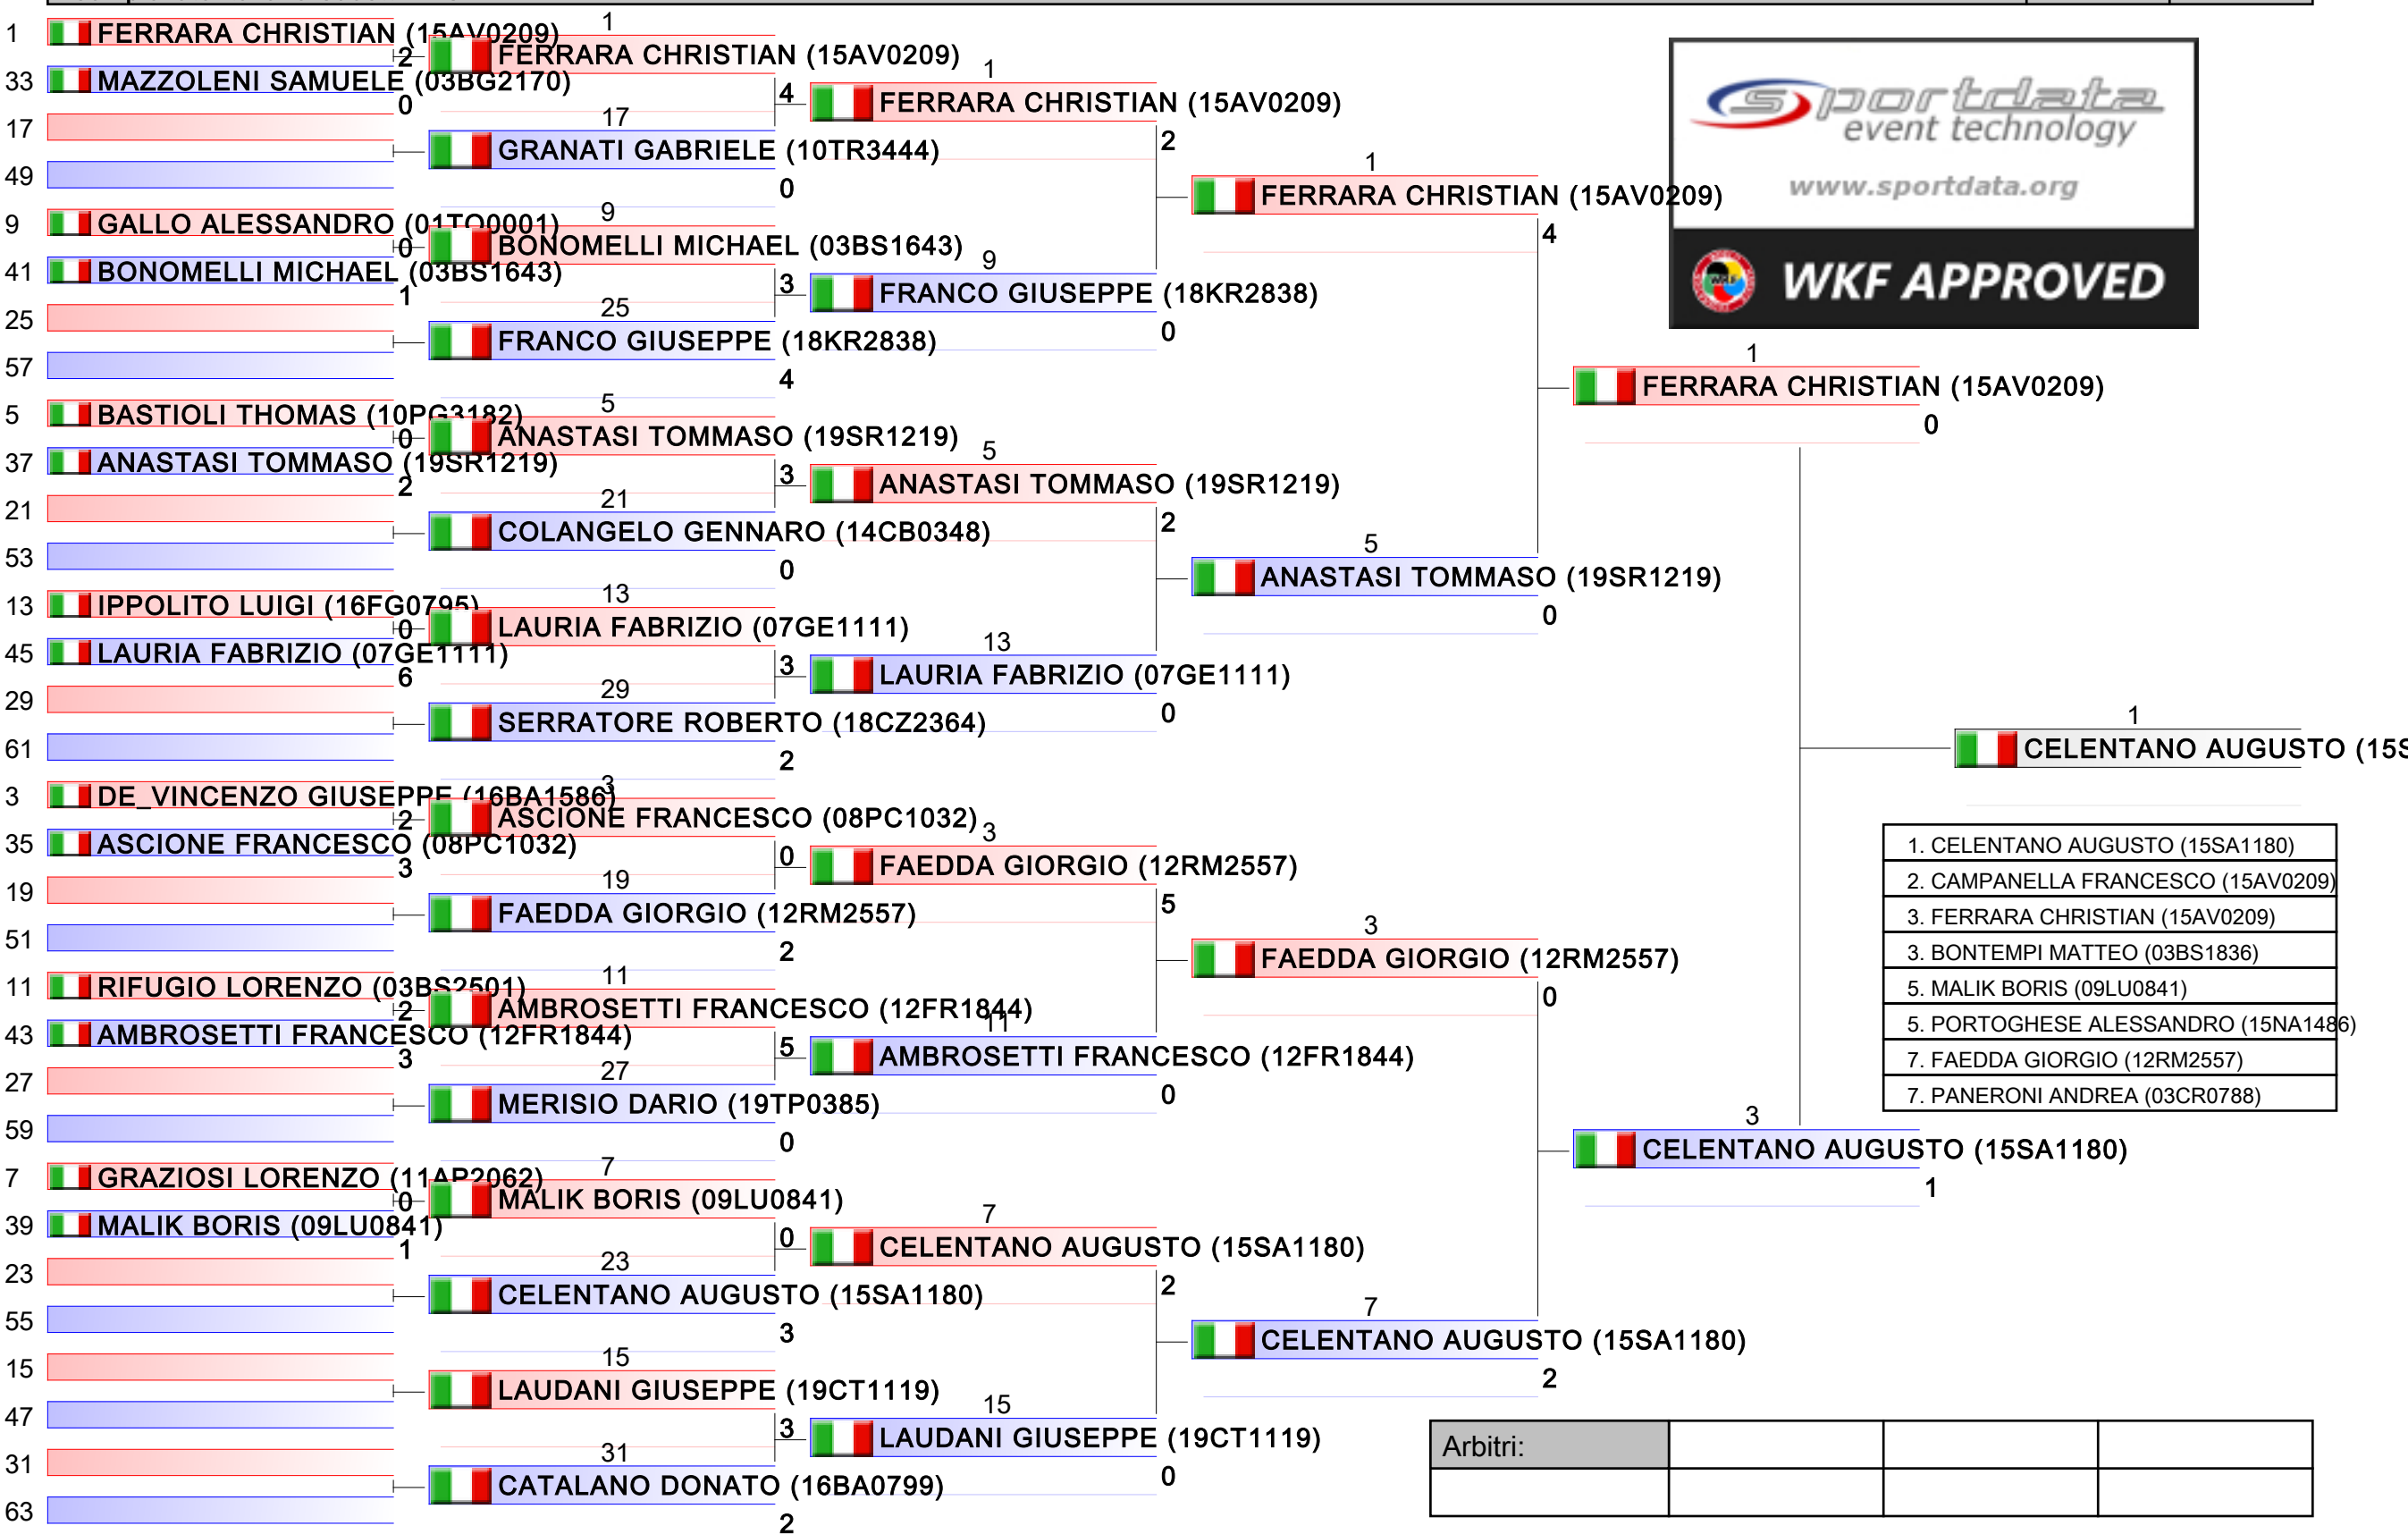 1 FERRARA CHRISTIAN (15AV0209)
2
33 MAZZOLENI SAMUELE (03BG2170)
0
17
49
9 GALLO ALESSANDRO (01TO0001)
0
41 BONOMELLI MICHAEL (03BS1643)
1
25
57
5 BASTIOLI THOMAS (10PG3182)
0
37 ANASTASI TOMMASO (19SR1219)
2
21
53
13 IPPOLITO LUIGI (16FG0795)
0
45 LAURIA FABRIZIO (07GE1111)
6
29
61
3 DE_VINCENZO GIUSEPPE (16BA1586)
2
35 ASCIONE FRANCESCO (08PC1032)
3
19
51
11 RIFUGIO LORENZO (03BS2501)
2
43 AMBROSETTI FRANCESCO (12FR1844)
3
27
59
7 GRAZIOSI LORENZO (11AP2062)
0
39 MALIK BORIS (09LU0841)
1
23
55
15
47
31
63
1
FERRARA CHRISTIAN (15AV0209)
4
17
GRANATI GABRIELE (10TR3444)
0
9
BONOMELLI MICHAEL (03BS1643)
3
25
FRANCO GIUSEPPE (18KR2838)
4
5
ANASTASI TOMMASO (19SR1219)
3
21
COLANGELO GENNARO (14CB0348)
0
13
LAURIA FABRIZIO (07GE1111)
3
29
SERRATORE ROBERTO (18CZ2364)
2
3
ASCIONE FRANCESCO (08PC1032)
0
19
FAEDDA GIORGIO (12RM2557)
2
11
AMBROSETTI FRANCESCO (12FR1844)
5
27
MERISIO DARIO (19TP0385)
0
7
MALIK BORIS (09LU0841)
0
23
CELENTANO AUGUSTO (15SA1180)
3
15
LAUDANI GIUSEPPE (19CT1119)
3
31
CATALANO DONATO (16BA0799)
2
1
FERRARA CHRISTIAN (15AV0209)
2
9
FRANCO GIUSEPPE (18KR2838)
0
5
ANASTASI TOMMASO (19SR1219)
2
13
LAURIA FABRIZIO (07GE1111)
0
3
FAEDDA GIORGIO (12RM2557)
5
11
AMBROSETTI FRANCESCO (12FR1844)
0
7
CELENTANO AUGUSTO (15SA1180)
2
15
LAUDANI GIUSEPPE (19CT1119)
0
1
FERRARA CHRISTIAN (15AV0209)
4
5
ANASTASI TOMMASO (19SR1219)
0
3
FAEDDA GIORGIO (12RM2557)
0
7
CELENTANO AUGUSTO (15SA1180)
2
1
FERRARA CHRISTIAN (15AV0209)
0
3
CELENTANO AUGUSTO (15SA1180)
1
1
CELENTANO AUGUSTO (15S
sportdata
event technology
www.sportdata.org
WKF
WKF APPROVED
1. CELENTANO AUGUSTO (15SA1180)
2. CAMPANELLA FRANCESCO (15AV0209)
3. FERRARA CHRISTIAN (15AV0209)
3. BONTEMPI MATTEO (03BS1836)
5. MALIK BORIS (09LU0841)
5. PORTOGHESE ALESSANDRO (15NA1486)
7. FAEDDA GIORGIO (12RM2557)
7. PANERONI ANDREA (03CR0788)
Arbitri: